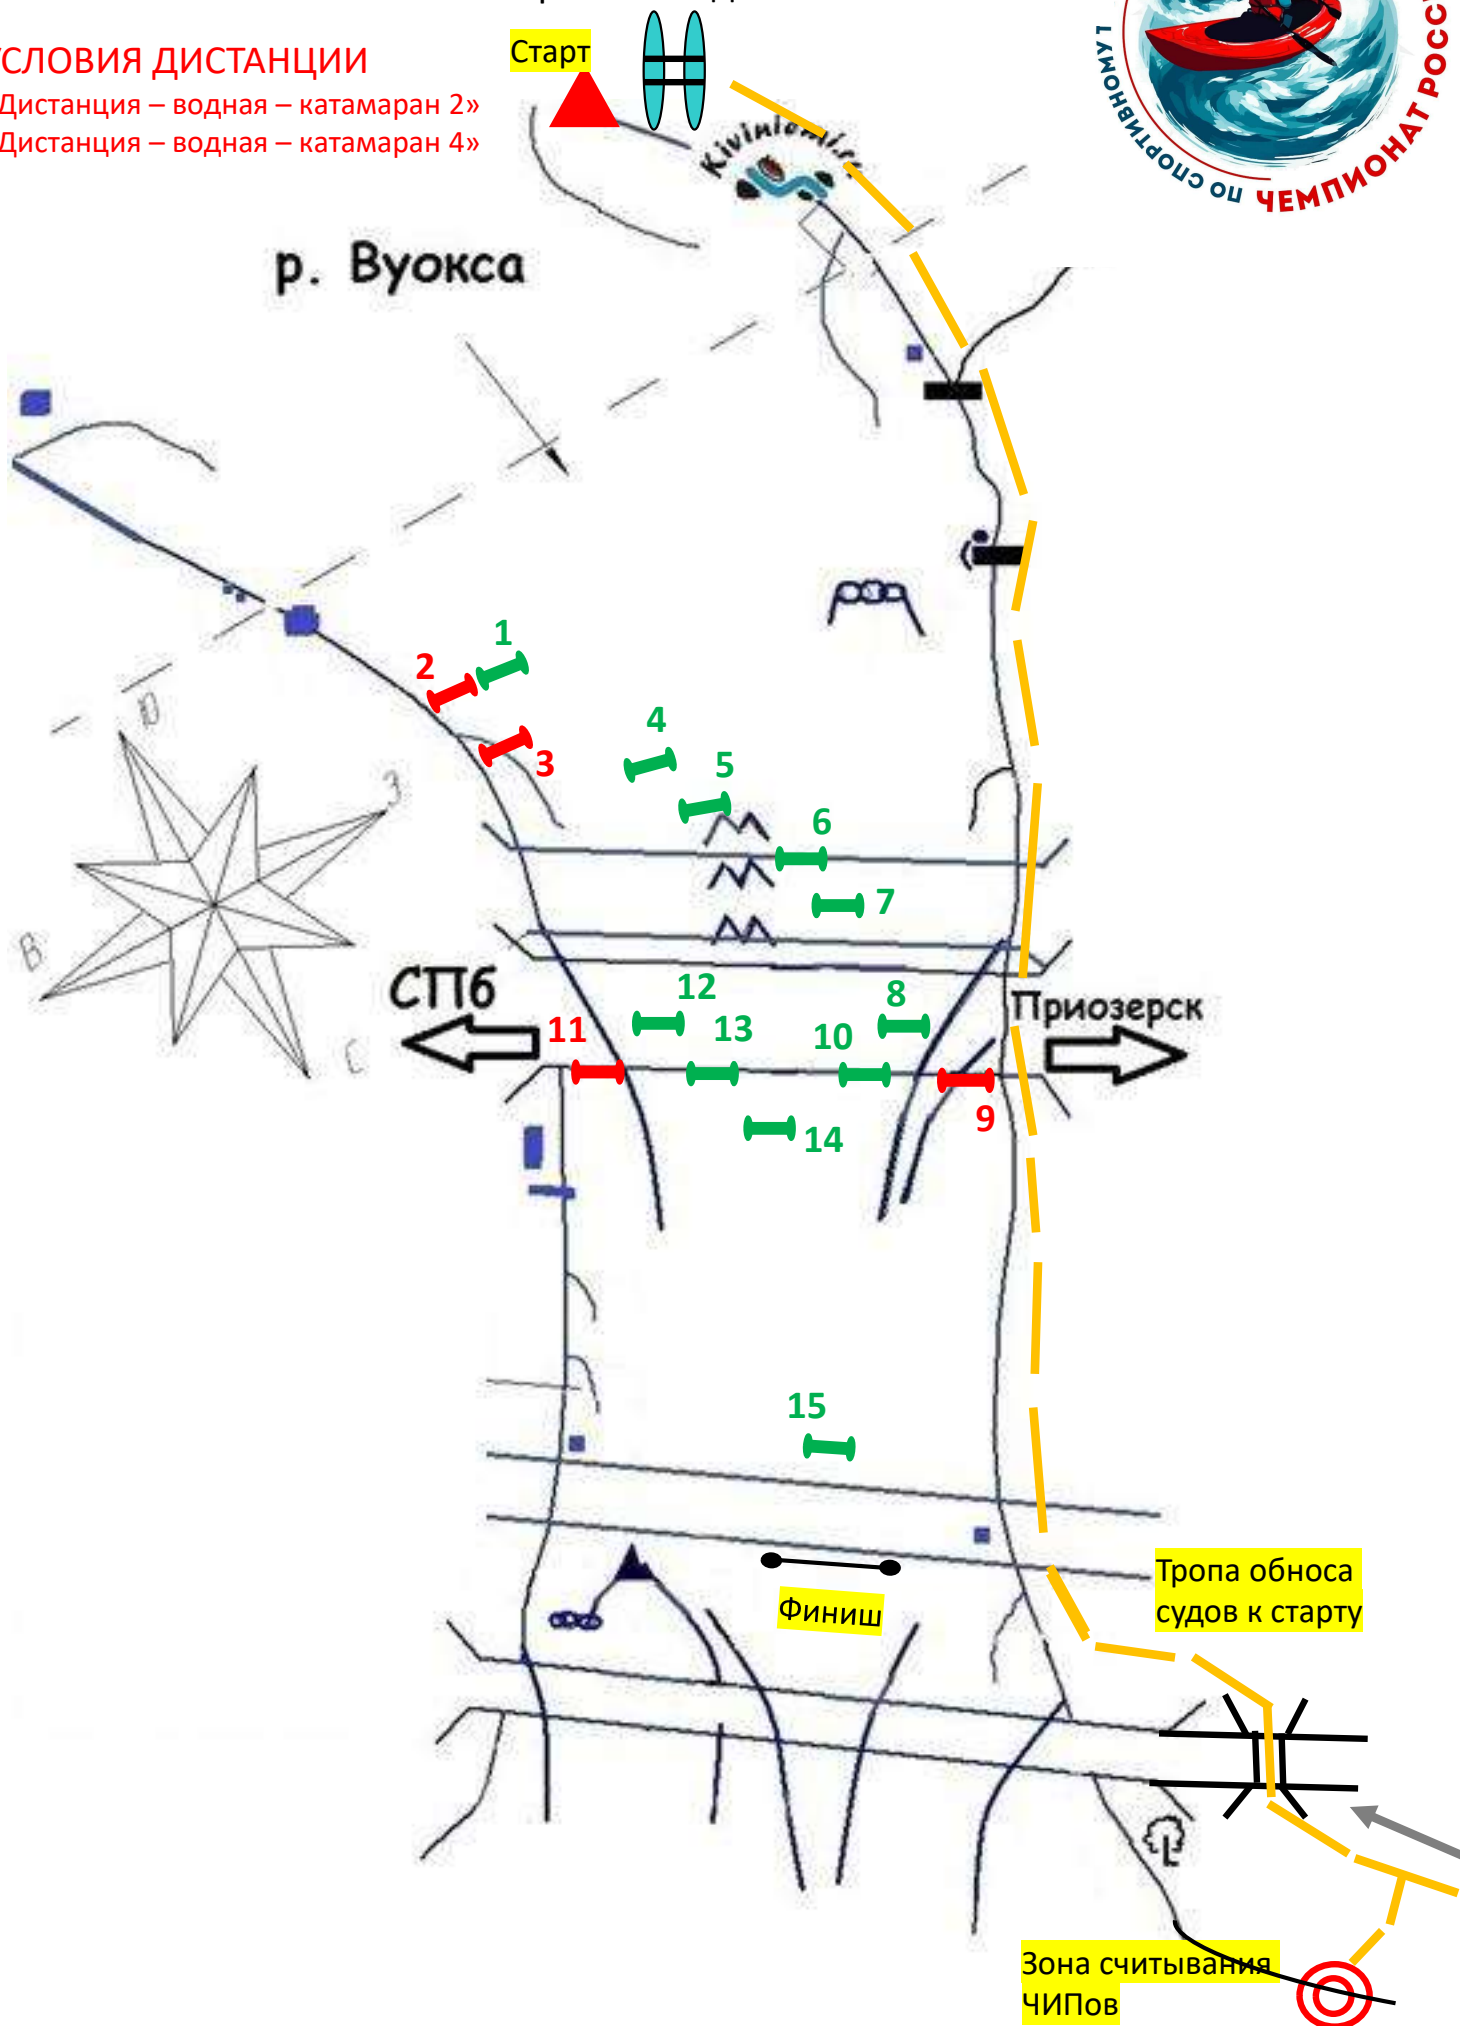 СЛОВИЯ ДИСТАНЦИИ
Дистанция – водная – катамаран 2»
Дистанция – водная – катамаран 4»
Старт
ПО СПОРТИВНОМУ Т
ЧЕМПИОНАТ РОСС
р. Вуокса
1
2
3
4
5
6
7
Ю
З
В
С
СПб
Приозерск
12
8
11
13
10
9
14
15
Финиш
Тропа обноса
судов к старту
Зона считывания
ЧИПов